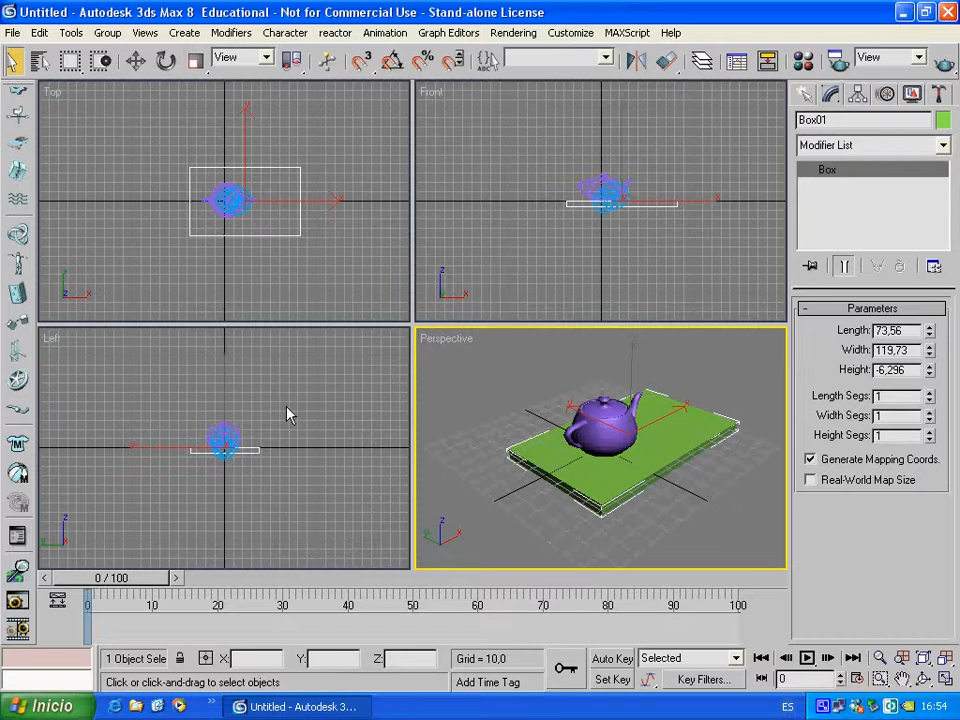 Untitled - Autodesk 3ds Max 8  Educational - Not for Commercial Use - Stand-alone License
File Edit Tools Group Views Create Modifiers Character reactor Animation Graph Editors Rendering Customize MAXScript Help
View View
Top Front
Box01
Modifier List
Box
Left Perspective
Parameters
Length: 73,56
Width: 119,73
Height: -6,296
Length Segs: 1
Width Segs: 1
Height Segs: 1
Generate Mapping Coords.
Real-World Map Size
0 / 100
0 10 20 30 40 50 60 70 80 90 100
1 Object Sele X: Y: Z: Grid = 10,0 Auto Key Selected
Click or click-and-drag to select objects Add Time Tag Set Key Key Filters... 0
Inicio Untitled - Autodesk 3... ES 16:54